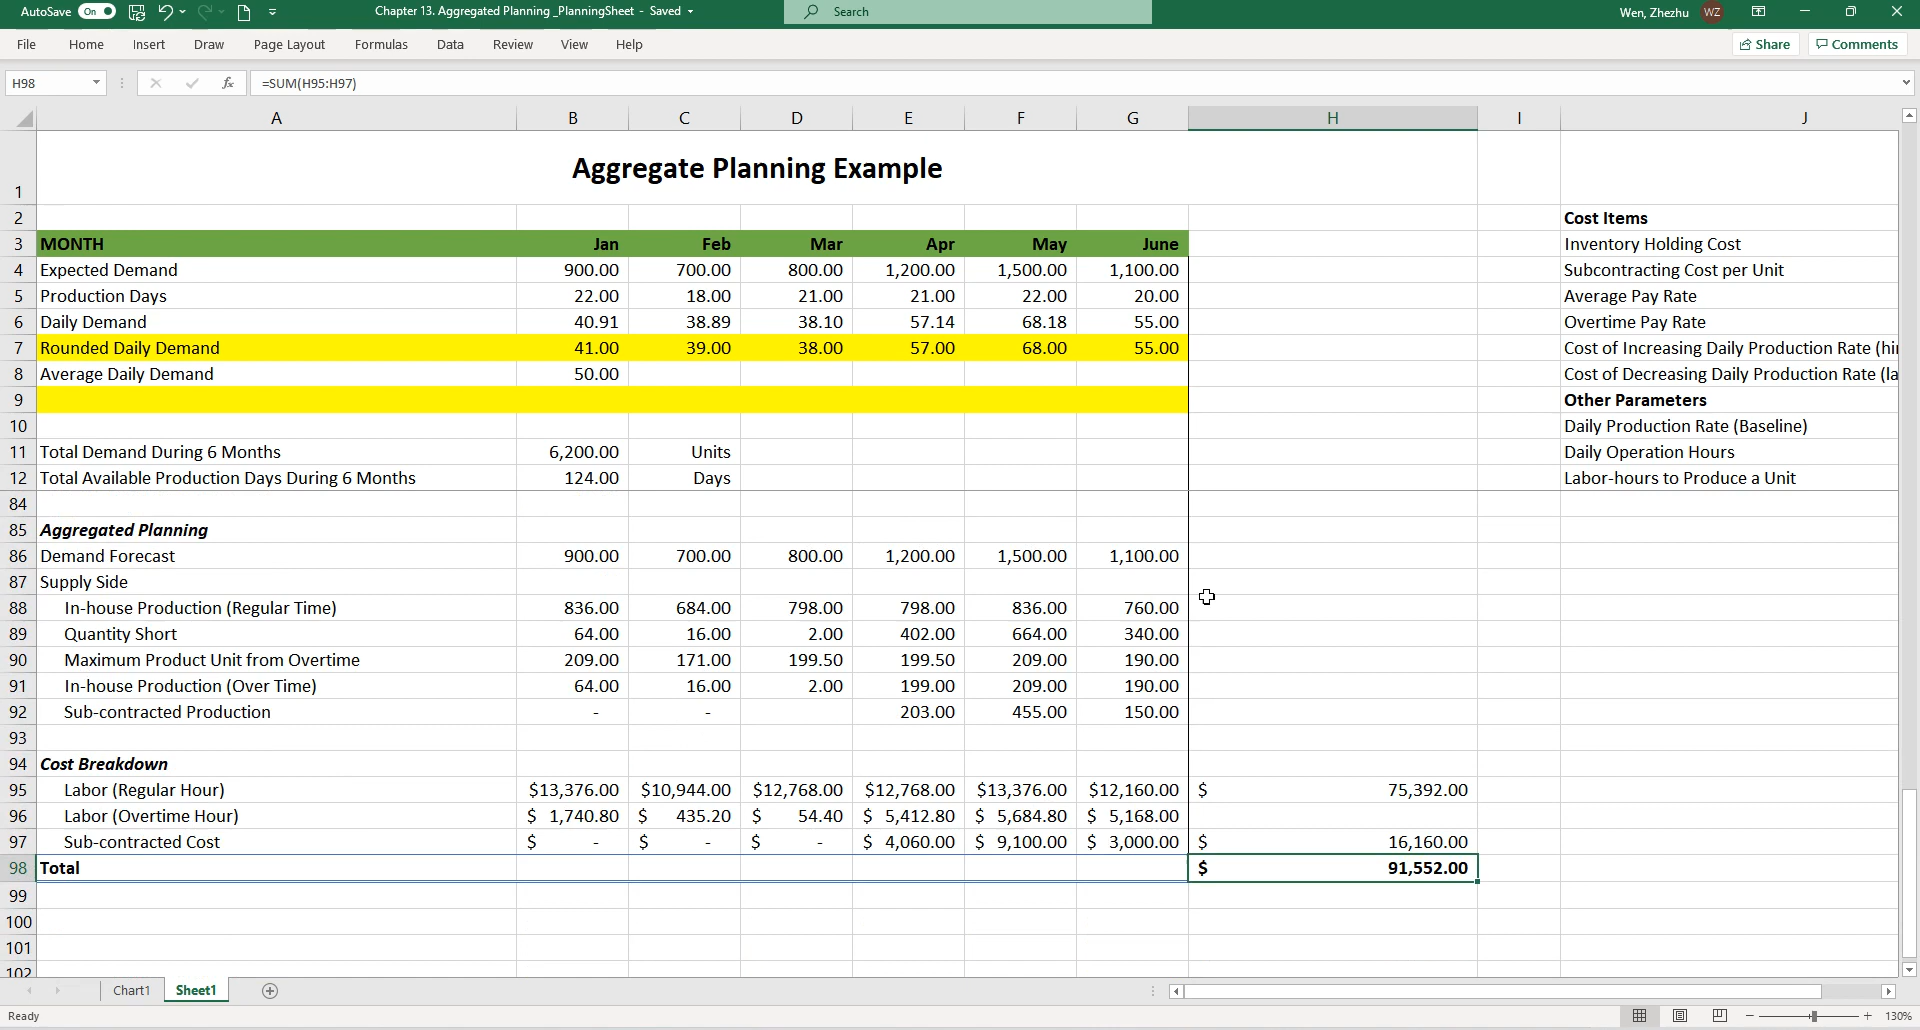 AutoSave On Chapter 13. Aggregated Planning _PlanningSheet - Saved Search Wen, Zhezhu WZ
File Home Insert Draw Page Layout Formulas Data Review View Help Share Comments
H98 fx =SUM(H95:H97)
A B C D E F G H I J
1 Aggregate Planning Example
2 Cost Items
3 MONTH Jan Feb Mar Apr May June Inventory Holding Cost
4 Expected Demand 900.00 700.00 800.00 1,200.00 1,500.00 1,100.00 Subcontracting Cost per Unit
5 Production Days 22.00 18.00 21.00 21.00 22.00 20.00 Average Pay Rate
6 Daily Demand 40.91 38.89 38.10 57.14 68.18 55.00 Overtime Pay Rate
7 Rounded Daily Demand 41.00 39.00 38.00 57.00 68.00 55.00 Cost of Increasing Daily Production Rate (hi
8 Average Daily Demand 50.00 Cost of Decreasing Daily Production Rate (la
9 Other Parameters
10 Daily Production Rate (Baseline)
11 Total Demand During 6 Months 6,200.00 Units Daily Operation Hours
12 Total Available Production Days During 6 Months 124.00 Days Labor-hours to Produce a Unit
84
85 Aggregated Planning
86 Demand Forecast 900.00 700.00 800.00 1,200.00 1,500.00 1,100.00
87 Supply Side
88 In-house Production (Regular Time) 836.00 684.00 798.00 798.00 836.00 760.00
89 Quantity Short 64.00 16.00 2.00 402.00 664.00 340.00
90 Maximum Product Unit from Overtime 209.00 171.00 199.50 199.50 209.00 190.00
91 In-house Production (Over Time) 64.00 16.00 2.00 199.00 209.00 190.00
92 Sub-contracted Production - - 203.00 455.00 150.00
93
94 Cost Breakdown
95 Labor (Regular Hour) $13,376.00 $10,944.00 $12,768.00 $12,768.00 $13,376.00 $12,160.00 $ 75,392.00
96 Labor (Overtime Hour) $ 1,740.80 $ 435.20 $ 54.40 $ 5,412.80 $ 5,684.80 $ 5,168.00
97 Sub-contracted Cost $ - $ - $ - $ 4,060.00 $ 9,100.00 $ 3,000.00 $ 16,160.00
98 Total $ 91,552.00
99
100
101
102
Chart1 Sheet1
Ready 130%